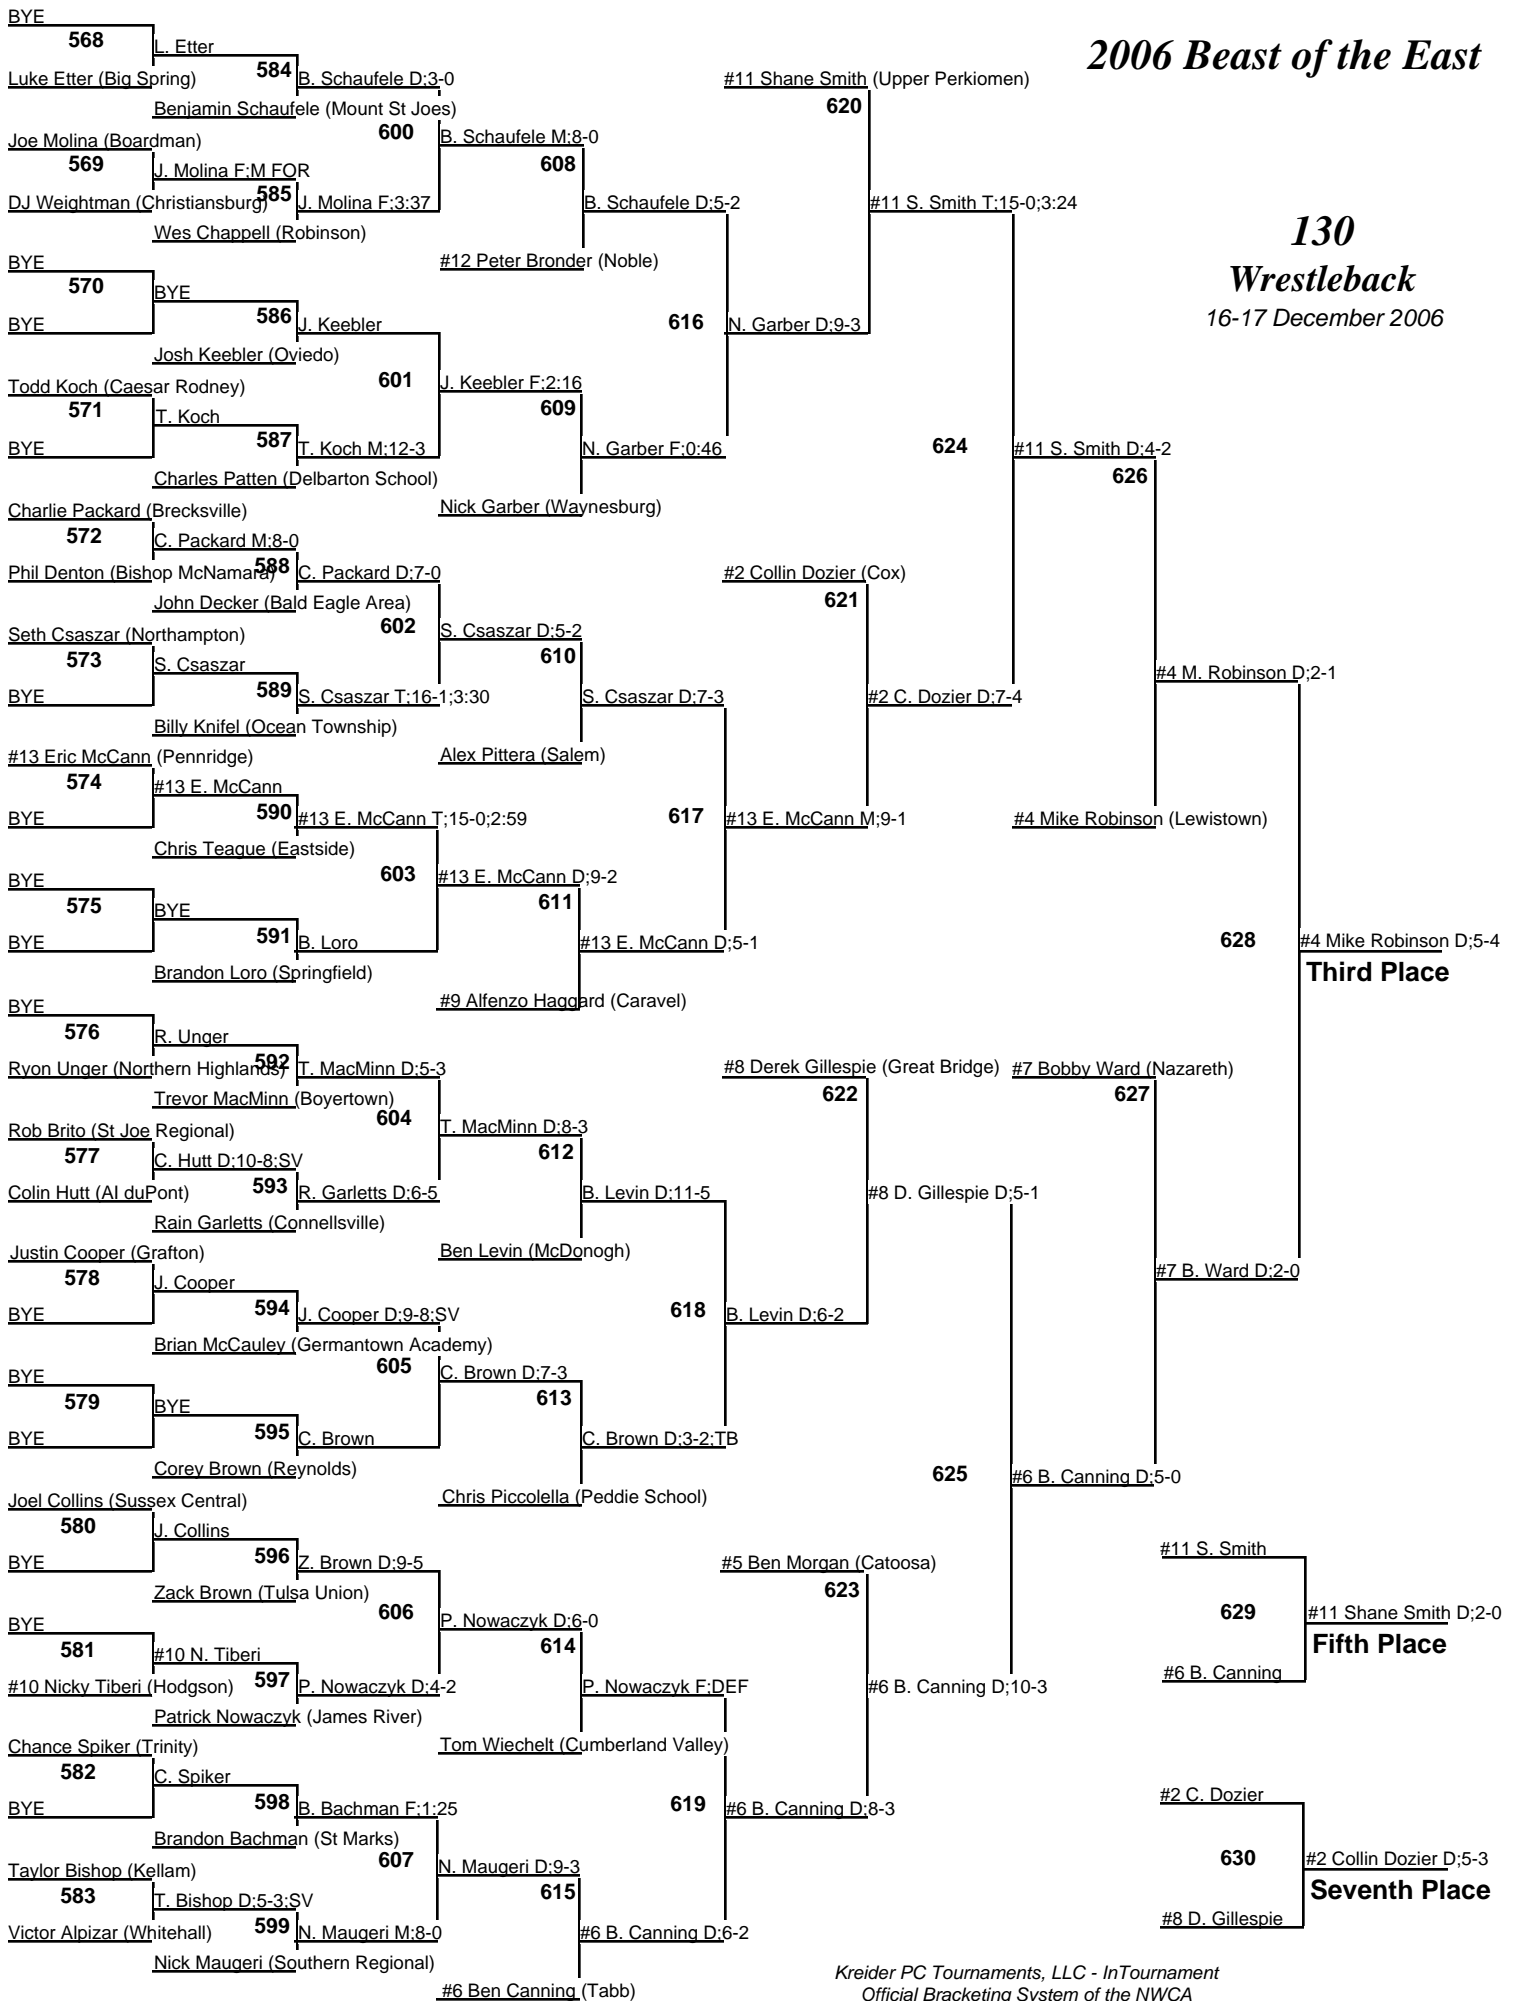 2006 Beast of the East
130
Wrestleback
16-17 December 2006
BYE
568
Luke Etter (Big Spring)
Joe Molina (Boardman)
569
DJ Weightman (Christiansburg)
BYE
570
BYE
Todd Koch (Caesar Rodney)
571
BYE
Charlie Packard (Brecksville)
572
Phil Denton (Bishop McNamara)
Seth Csaszar (Northampton)
573
BYE
#13 Eric McCann (Pennridge)
574
BYE
BYE
575
BYE
BYE
576
Ryon Unger (Northern Highlands)
Rob Brito (St Joe Regional)
577
Colin Hutt (AI duPont)
Justin Cooper (Grafton)
578
BYE
BYE
579
BYE
Joel Collins (Sussex Central)
580
BYE
BYE
581
#10 Nicky Tiberi (Hodgson)
Chance Spiker (Trinity)
582
BYE
Taylor Bishop (Kellam)
583
Victor Alpizar (Whitehall)
L. Etter
584
Benjamin Schaufele (Mount St Joes)
J. Molina F;M FOR
585
Wes Chappell (Robinson)
BYE
586
Josh Keebler (Oviedo)
T. Koch
587
Charles Patten (Delbarton School)
C. Packard M;8-0
588
John Decker (Bald Eagle Area)
S. Csaszar
589
Billy Knifel (Ocean Township)
#13 E. McCann
590
Chris Teague (Eastside)
BYE
591
Brandon Loro (Springfield)
R. Unger
592
Trevor MacMinn (Boyertown)
C. Hutt D;10-8;SV
593
Rain Garletts (Connellsville)
J. Cooper
594
Brian McCauley (Germantown Academy)
BYE
595
Corey Brown (Reynolds)
J. Collins
596
Zack Brown (Tulsa Union)
#10 N. Tiberi
597
Patrick Nowaczyk (James River)
C. Spiker
598
Brandon Bachman (St Marks)
T. Bishop D;5-3;SV
599
Nick Maugeri (Southern Regional)
B. Schaufele D;3-0
600
J. Molina F;3:37
J. Keebler
601
T. Koch M;12-3
C. Packard D;7-0
602
S. Csaszar T;16-1;3:30
#13 E. McCann T;15-0;2:59
603
B. Loro
T. MacMinn D;5-3
604
R. Garletts D;6-5
J. Cooper D;9-8;SV
605
C. Brown
Z. Brown D;9-5
606
P. Nowaczyk D;4-2
B. Bachman F;1:25
607
N. Maugeri M;8-0
B. Schaufele M;8-0
608
#12 Peter Bronder (Noble)
J. Keebler F;2:16
609
Nick Garber (Waynesburg)
S. Csaszar D;5-2
610
Alex Pittera (Salem)
#13 E. McCann D;9-2
611
#9 Alfenzo Haggard (Caravel)
T. MacMinn D;8-3
612
Ben Levin (McDonogh)
C. Brown D;7-3
613
Chris Piccolella (Peddie School)
P. Nowaczyk D;6-0
614
Tom Wiechelt (Cumberland Valley)
N. Maugeri D;9-3
615
#6 Ben Canning (Tabb)
B. Schaufele D;5-2
616
N. Garber F;0:46
S. Csaszar D;7-3
617
#13 E. McCann D;5-1
B. Levin D;11-5
618
C. Brown D;3-2;TB
P. Nowaczyk F;DEF
619
#6 B. Canning D;6-2
#11 Shane Smith (Upper Perkiomen)
620
N. Garber D;9-3
#2 Collin Dozier (Cox)
621
#13 E. McCann M;9-1
#8 Derek Gillespie (Great Bridge)
622
B. Levin D;6-2
#5 Ben Morgan (Catoosa)
623
#6 B. Canning D;8-3
#11 S. Smith T;15-0;3:24
624
#2 C. Dozier D;7-4
#8 D. Gillespie D;5-1
625
#6 B. Canning D;10-3
#11 S. Smith D;4-2
626
#4 Mike Robinson (Lewistown)
#7 Bobby Ward (Nazareth)
627
#6 B. Canning D;5-0
#4 M. Robinson D;2-1
628
#7 B. Ward D;2-0
#4 Mike Robinson D;5-4
Third Place
#11 S. Smith
629
#6 B. Canning
#11 Shane Smith D;2-0
Fifth Place
#2 C. Dozier
630
#8 D. Gillespie
#2 Collin Dozier D;5-3
Seventh Place
Kreider PC Tournaments, LLC - InTournament
Official Bracketing System of the NWCA